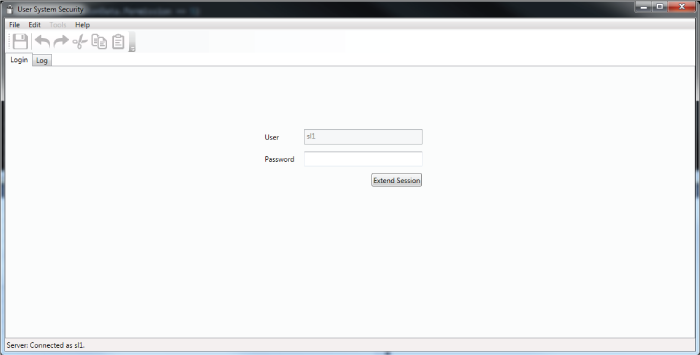 User System Security
File Edit Tools Help
Login Log
User sl1
Password
Extend Session
Server: Connected as sl1.